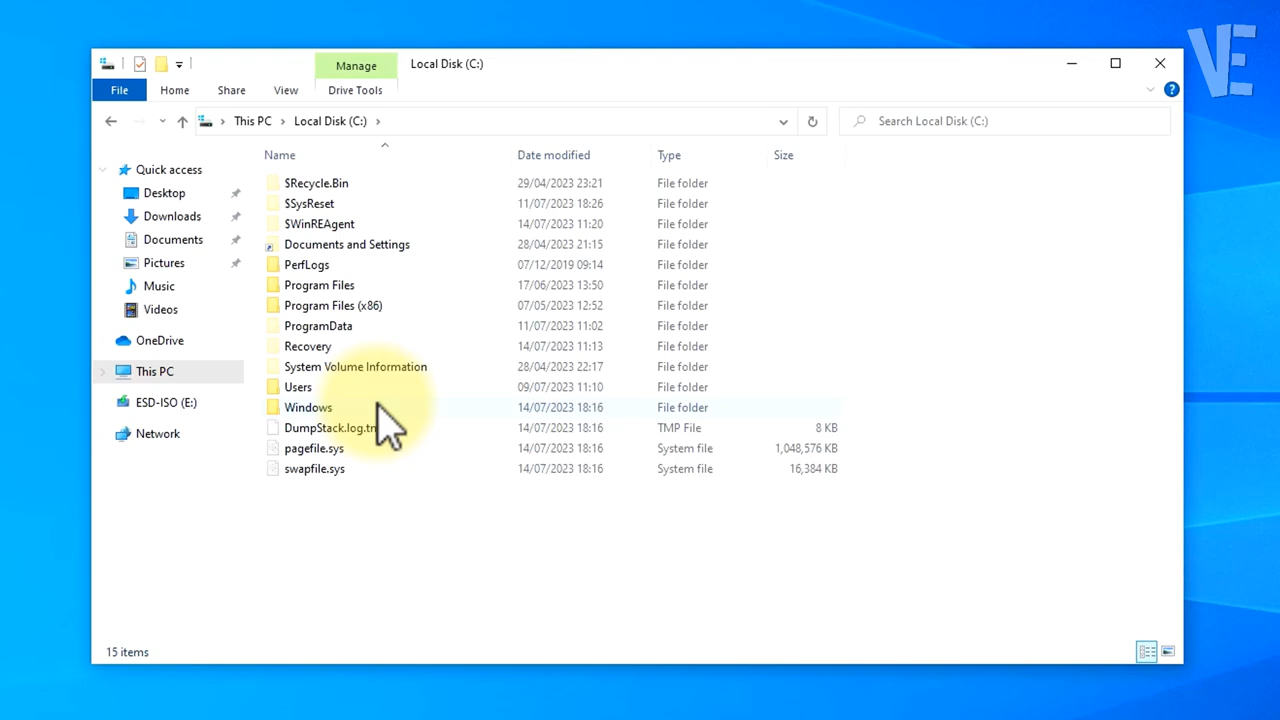 VE
Manage Local Disk (C:)
File Home Share View Drive Tools
This PC Local Disk (C:) Search Local Disk (C:)
Name Date modified Type Size
Quick access
Desktop
Downloads
Documents
Pictures
Music
Videos
OneDrive
This PC
ESD-ISO (E:)
Network
$Recycle.Bin 29/04/2023 23:21 File folder
$SysReset 11/07/2023 18:26 File folder
$WinREAgent 14/07/2023 11:20 File folder
Documents and Settings 28/04/2023 21:15 File folder
PerfLogs 07/12/2019 09:14 File folder
Program Files 17/06/2023 13:50 File folder
Program Files (x86) 07/05/2023 12:52 File folder
ProgramData 11/07/2023 11:02 File folder
Recovery 14/07/2023 11:13 File folder
System Volume Information 28/04/2023 22:17 File folder
Users 09/07/2023 11:10 File folder
Windows 14/07/2023 18:16 File folder
DumpStack.log.tm 14/07/2023 18:16 TMP File 8 KB
pagefile.sys 14/07/2023 18:16 System file 1,048,576 KB
swapfile.sys 14/07/2023 18:16 System file 16,384 KB
15 items